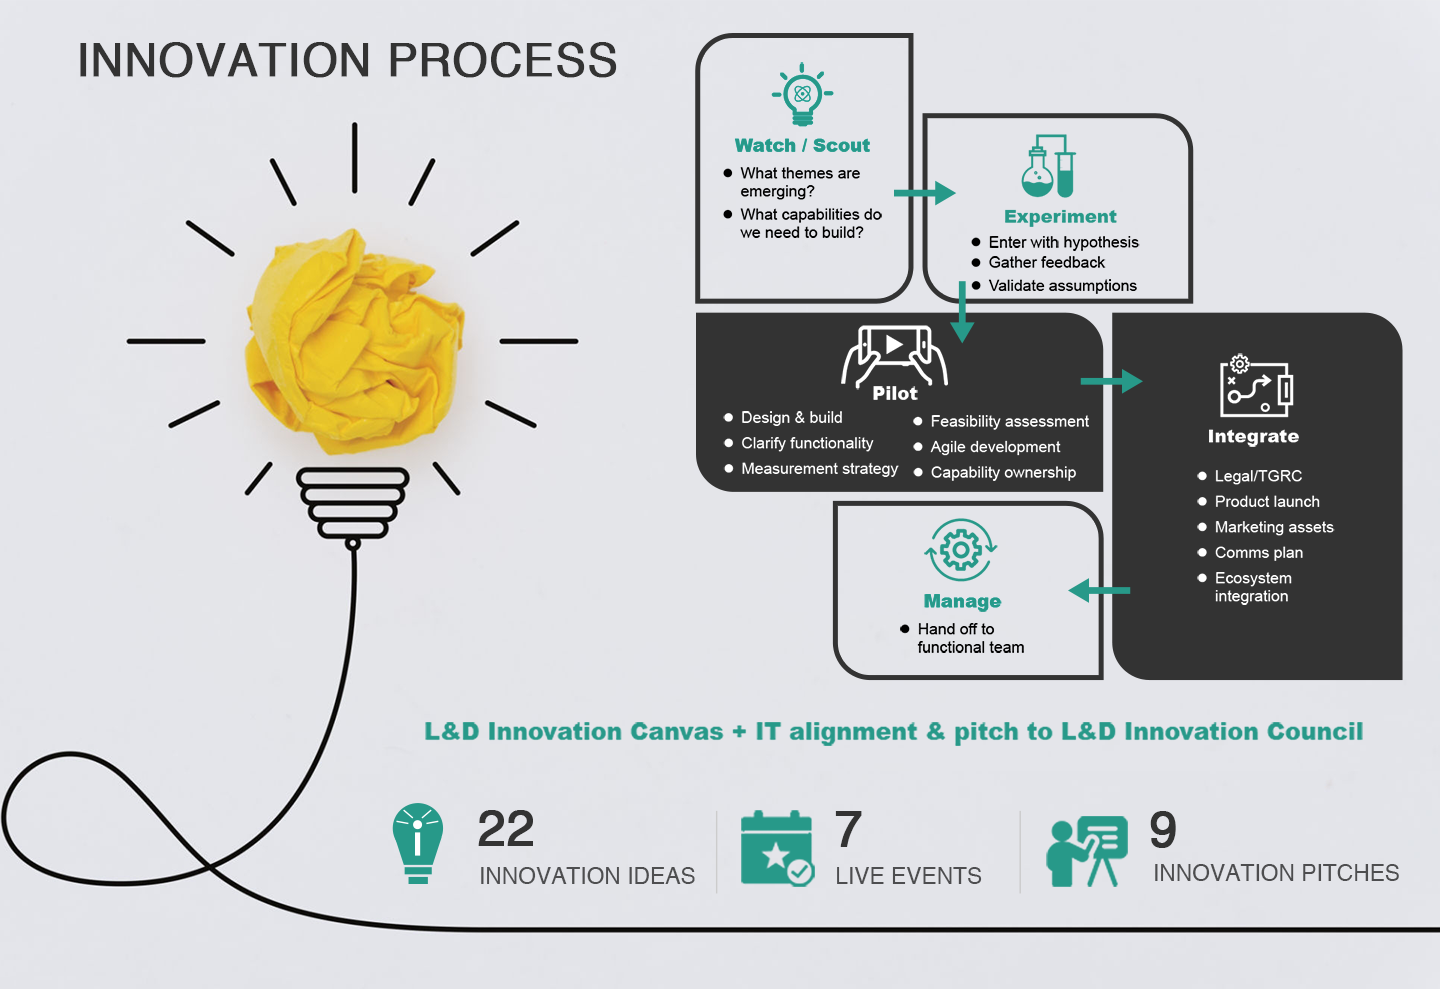 INNOVATION PROCESS
Watch / Scout
What themes are
emerging?
What capabilities do
we need to build?
Experiment
Enter with hypothesis
Gather feedback
Validate assumptions
Pilot
Design & build
Clarify functionality
Measurement strategy
Feasibility assessment
Agile development
Capability ownership
Integrate
Legal/TGRC
Product launch
Marketing assets
Comms plan
Ecosystem
integration
Manage
Hand off to
functional team
L&D Innovation Canvas + IT alignment & pitch to L&D Innovation Council
22
INNOVATION IDEAS
7
LIVE EVENTS
9
INNOVATION PITCHES